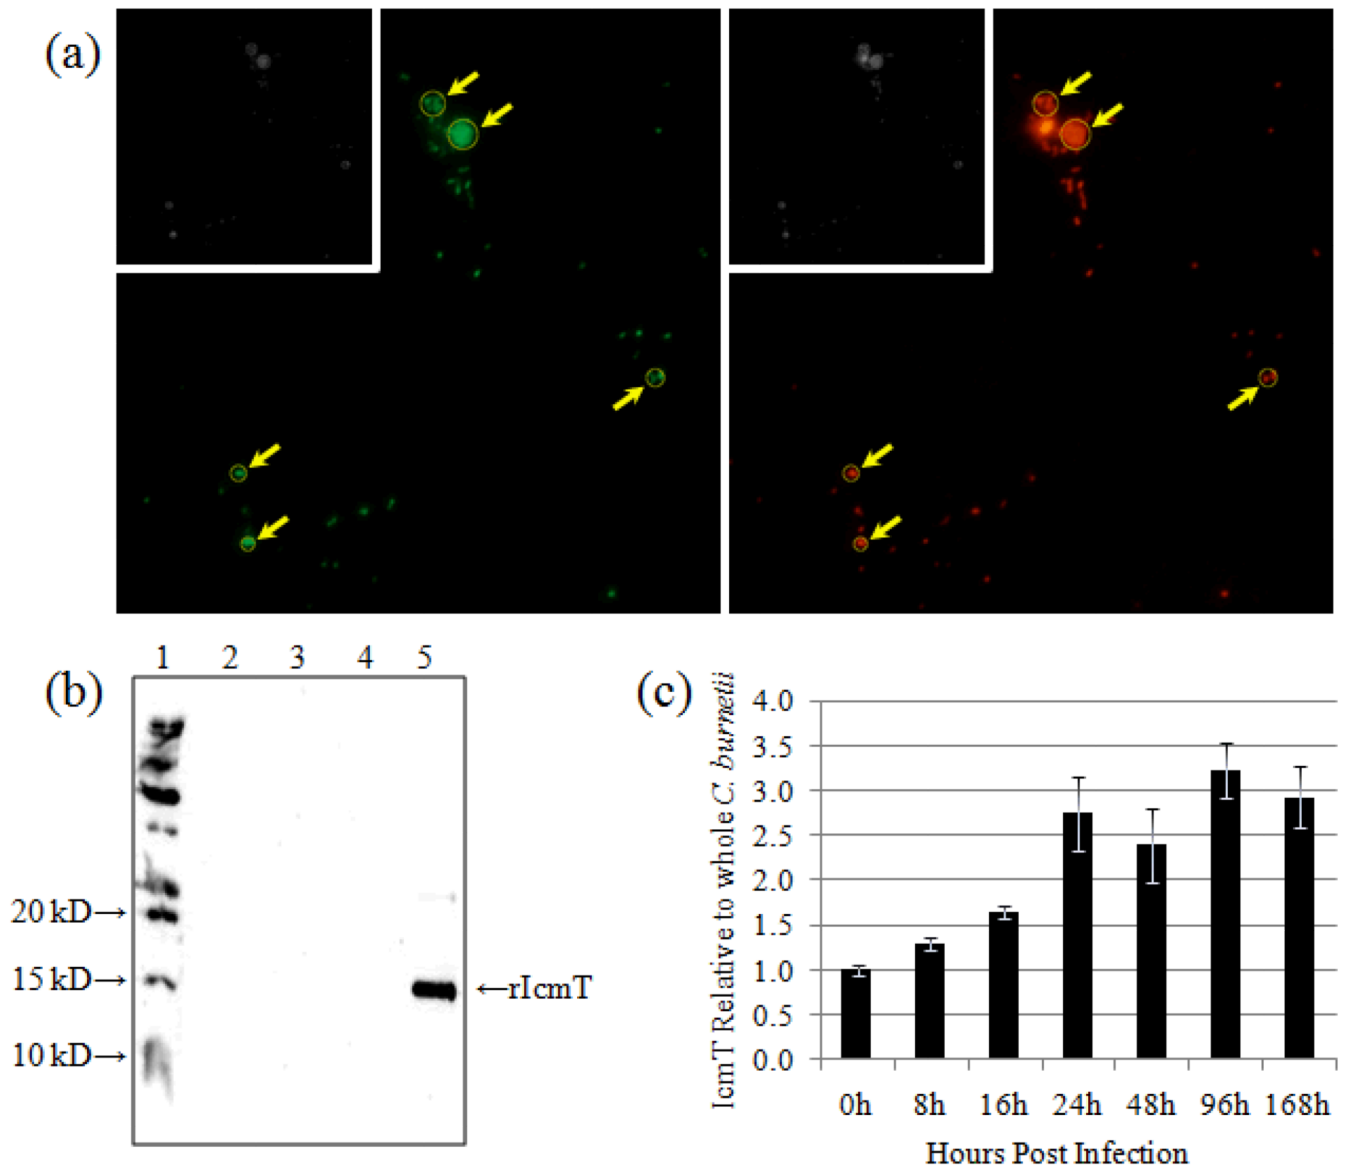 (a)
(b)
1 2 3 4 5
20 kD→
15 kD→
10 kD→
←rIcmT
(c)
IcmT Relative to whole C. burnetii
4.0
3.5
3.0
2.5
2.0
1.5
1.0
0.5
0.0
0h 8h 16h 24h 48h 96h 168h
Hours Post Infection